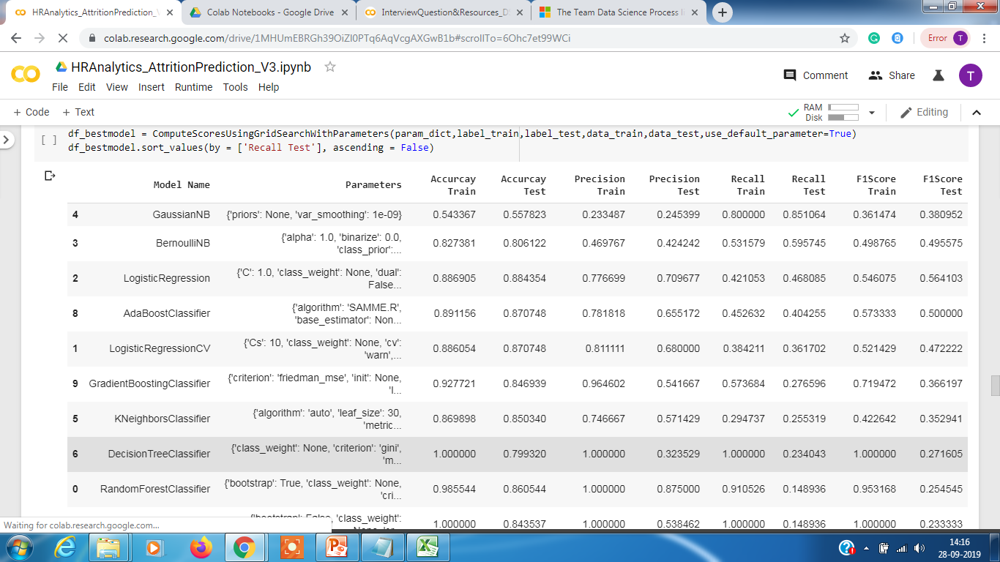 HRAnalytics_AttritionPrediction_V
Colab Notebooks - Google Drive
InterviewQuestion&Resources_D
The Team Data Science Process li
colab.research.google.com/drive/1MHUmEBRGh39OiZI0PTq6AqVcgAXGwB1b#scrollTo=6Ohc7et99WCi
Error T
HRAnalytics_AttritionPrediction_V3.ipynb
Comment Share T
File Edit View Insert Runtime Tools Help
+ Code + Text
RAM
Disk
Editing
[ ] df_bestmodel = ComputeScoresUsingGridSearchWithParameters(param_dict,label_train,label_test,data_train,data_test,use_default_parameter=True)
df_bestmodel.sort_values(by = ['Recall Test'], ascending = False)
Model Name Parameters Accurcay Train Accurcay Test Precision Train Precision Test Recall Train Recall Test F1Score Train F1Score Test
4 GaussianNB {'priors': None, 'var_smoothing': 1e-09} 0.543367 0.557823 0.233487 0.245399 0.800000 0.851064 0.361474 0.380952
3 BernoulliNB {'alpha': 1.0, 'binarize': 0.0, 'class_prior':... 0.827381 0.806122 0.469767 0.424242 0.531579 0.595745 0.498765 0.495575
2 LogisticRegression {'C': 1.0, 'class_weight': None, 'dual': False... 0.886905 0.884354 0.776699 0.709677 0.421053 0.468085 0.546075 0.564103
8 AdaBoostClassifier {'algorithm': 'SAMME.R', 'base_estimator': Non... 0.891156 0.870748 0.781818 0.655172 0.452632 0.404255 0.573333 0.500000
1 LogisticRegressionCV {'Cs': 10, 'class_weight': None, 'cv': 'warn',... 0.886054 0.870748 0.811111 0.680000 0.384211 0.361702 0.521429 0.472222
9 GradientBoostingClassifier {'criterion': 'friedman_mse', 'init': None, 'l... 0.927721 0.846939 0.964602 0.541667 0.573684 0.276596 0.719472 0.366197
5 KNeighborsClassifier {'algorithm': 'auto', 'leaf_size': 30, 'metric... 0.869898 0.850340 0.746667 0.571429 0.294737 0.255319 0.422642 0.352941
6 DecisionTreeClassifier {'class_weight': None, 'criterion': 'gini', 'm... 1.000000 0.799320 1.000000 0.323529 1.000000 0.234043 1.000000 0.271605
0 RandomForestClassifier {'bootstrap': True, 'class_weight': None, 'cri... 0.985544 0.860544 1.000000 0.875000 0.910526 0.148936 0.953168 0.254545
{'bootstrap': False, 'class_weight': 1.000000 0.843537 1.000000 0.538462 1.000000 0.148936 1.000000 0.233333
Waiting for colab.research.google.com...
14:16
28-09-2019